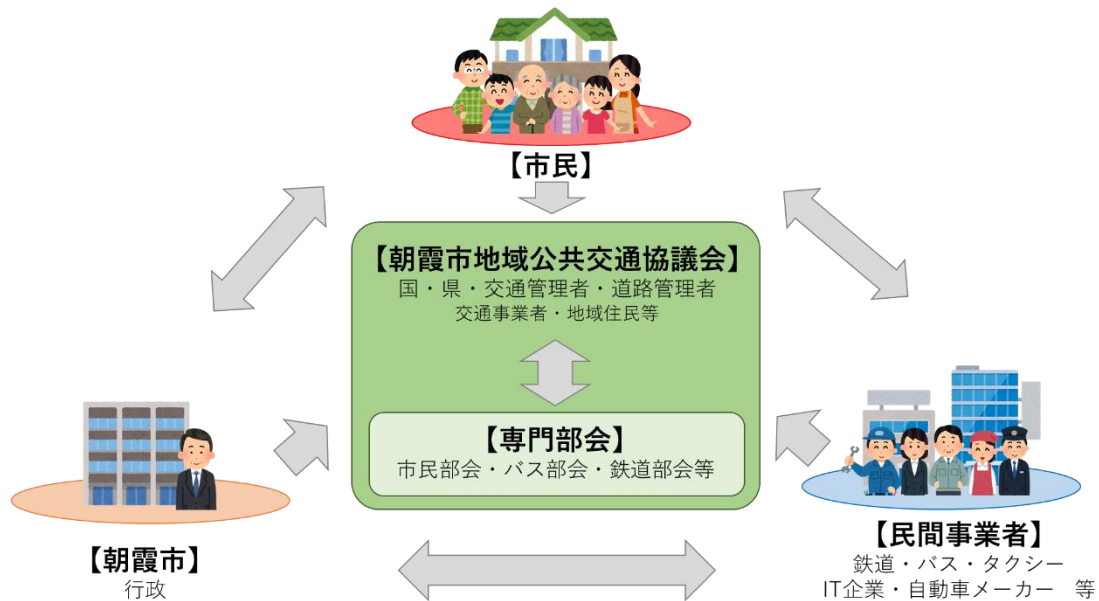 【市民】
【朝霞市地域公共交通協議会】
国・県・交通管理者・道路管理者
交通事業者・地域住民等
【専門部会】
市民部会・バス部会・鉄道部会等
【朝霞市】
行政
【民間事業者】
鉄道・バス・タクシー
IT企業・自動車メーカー 等